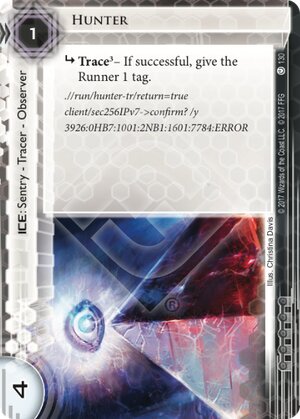 HUNTER
1
Trace³– If successful, give the
Runner 1 tag.
.//run/hunter-tr/return=true
client/sec256IPv7->confirm? /y
3926:0HB7:1001:2NB1:1601:7784:ERROR
ICE: Sentry - Tracer - Observer
4
130
© 2017 Wizards of the Coast LLC. © 2017 FFG
Illus. Christina Davis
®